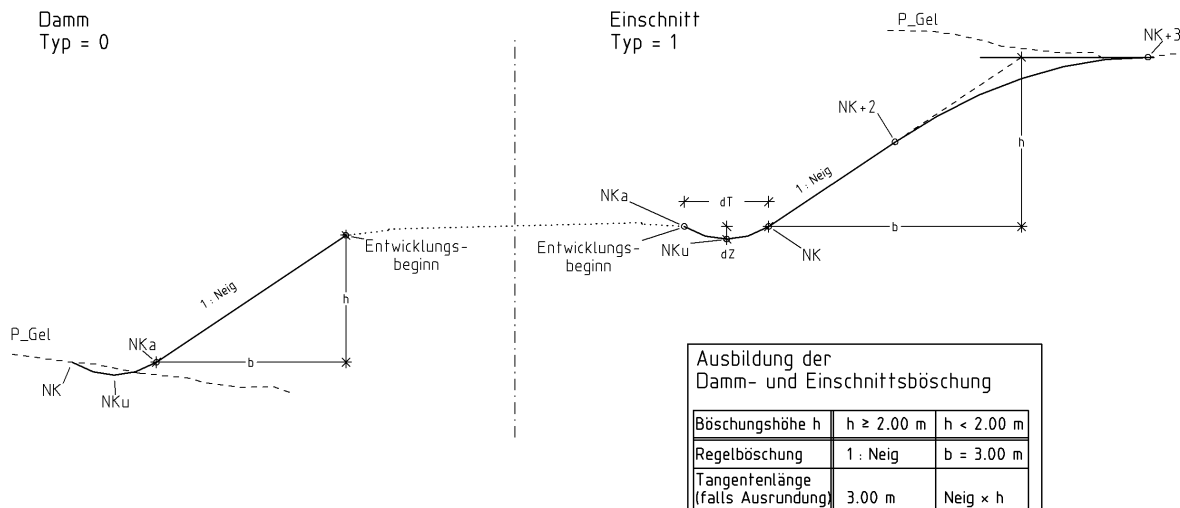 Damm
Typ = 0
Einschnitt
Typ = 1
P_Gel
NK+3
NK+2
h
1 : Neig
NKa
dT
b
Entwicklungs-
beginn
NKu
dZ
NK
Entwicklungs-
beginn
1 : Neig
h
P_Gel
NKa
b
NK
NKu
Ausbildung der
Damm- und Einschnittsböschung
Böschungshöhe h h ≥ 2.00 m h < 2.00 m
Regelböschung 1 : Neig b = 3.00 m
Tangentenlänge
(falls Ausrundung) 3.00 m Neig × h